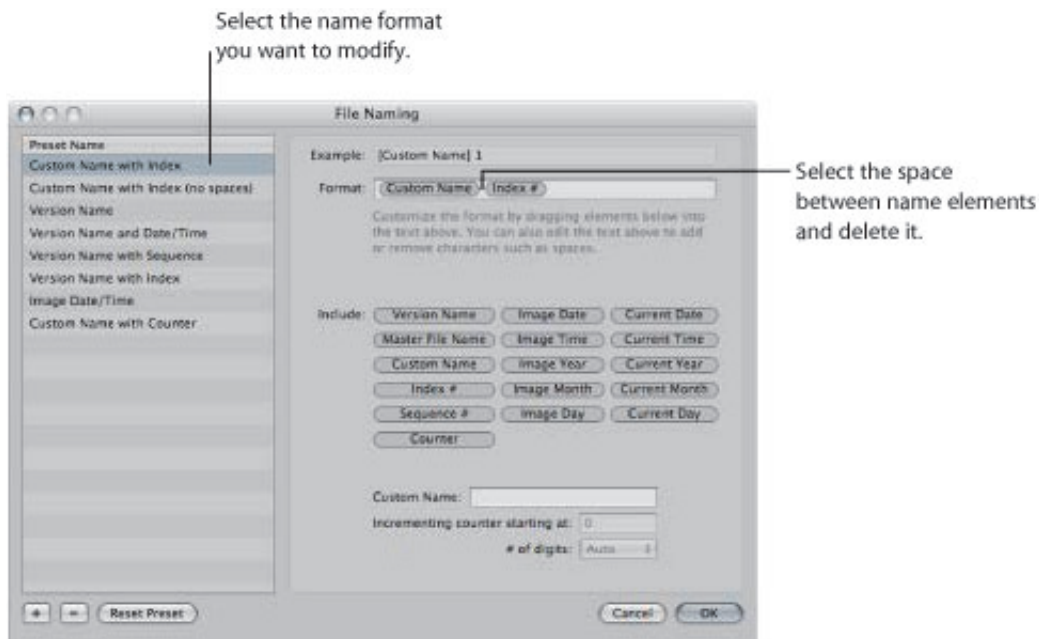 Select the name format
you want to modify.
File Naming
Preset Name
Custom Name with Index
Custom Name with Index (no spaces)
Version Name
Version Name and Date/Time
Version Name with Sequence
Version Name with Index
Image Date/Time
Custom Name with Counter
Example: [Custom Name] 1
Format: Custom Name Index #
Customize the format by dragging elements below into
the text above. You can also edit the text above to add
or remove characters such as spaces.
Select the space
between name elements
and delete it.
Include: Version Name Image Date Current Date
Master File Name Image Time Current Time
Custom Name Image Year Current Year
Index # Image Month Current Month
Sequence # Image Day Current Day
Counter
Custom Name:
Incrementing counter starting at: 0
# of digits: Auto
+ - Reset Preset Cancel OK